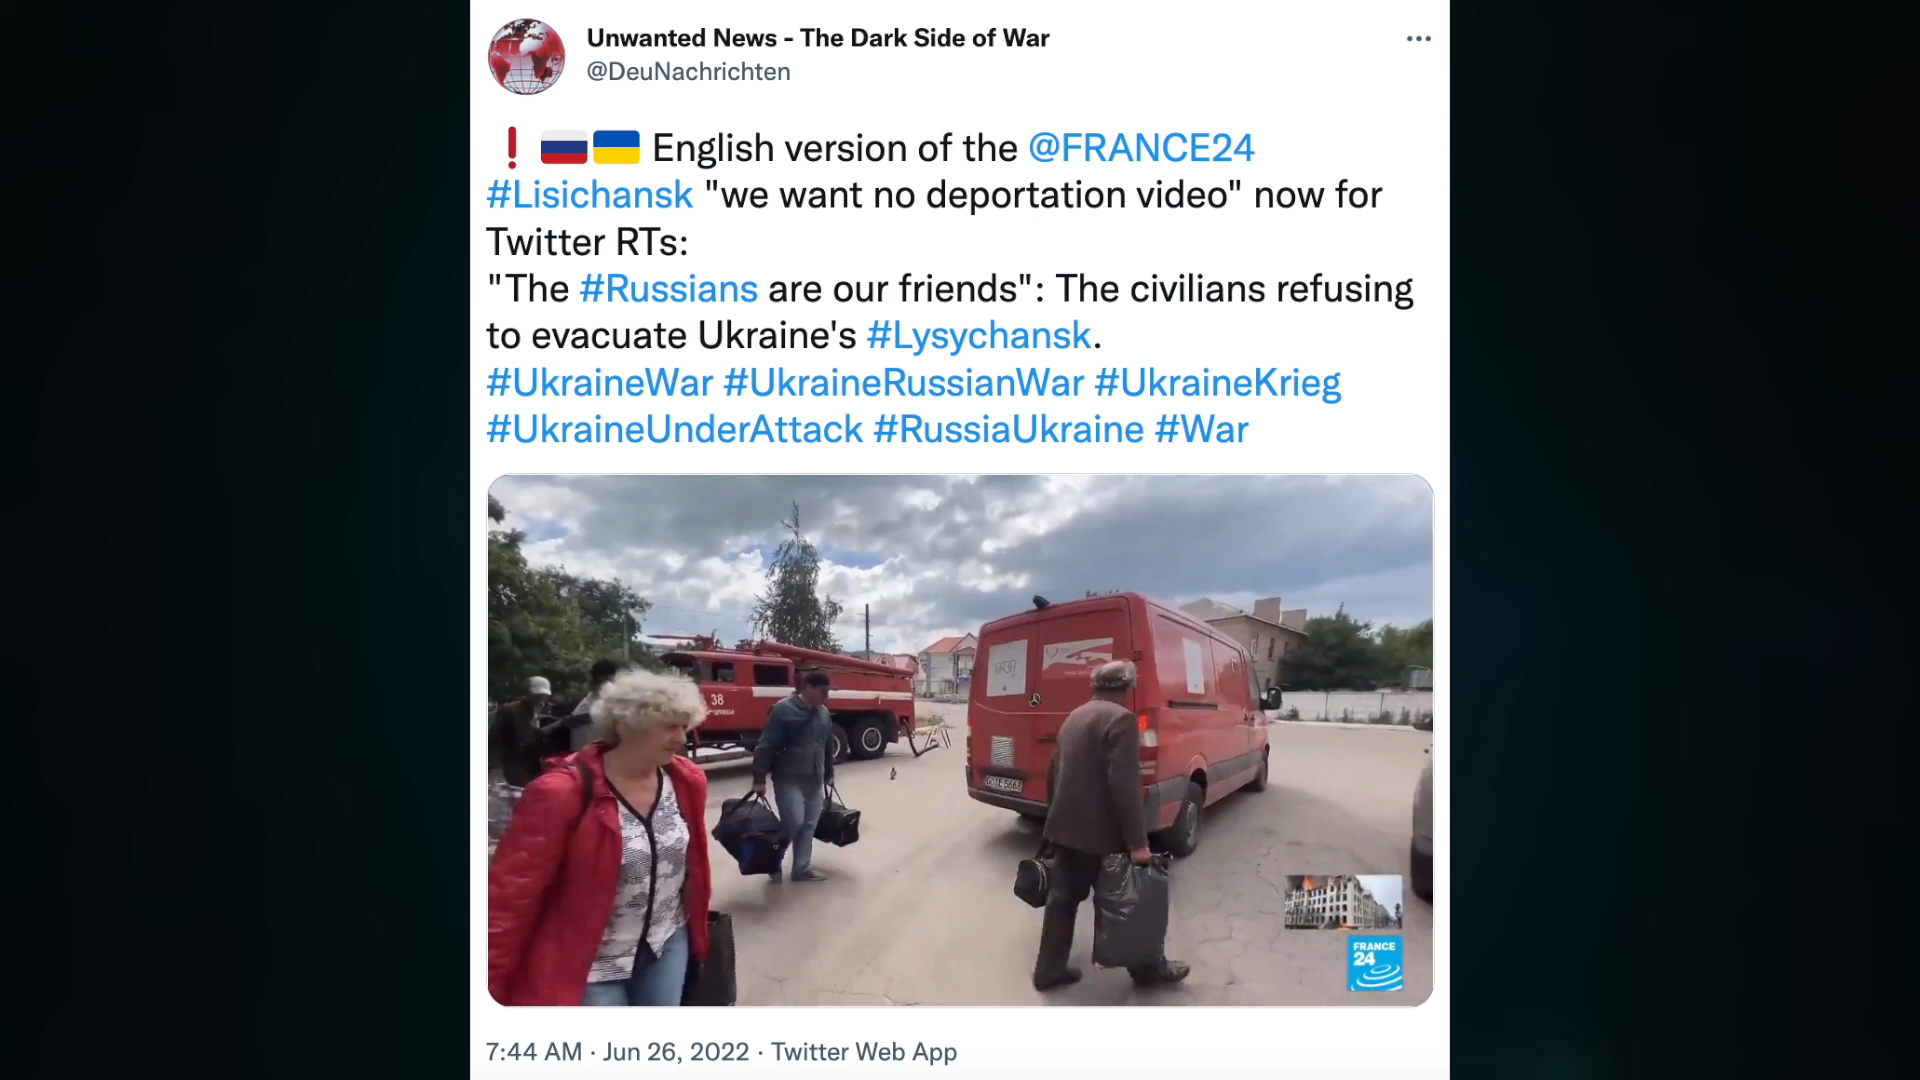 Unwanted News - The Dark Side of War
@DeuNachrichten
❗🇷🇺🇺🇦 English version of the @FRANCE24
#Lisichansk "we want no deportation video" now for
Twitter RTs:
"The #Russians are our friends": The civilians refusing
to evacuate Ukraine's #Lysychansk.
#UkraineWar #UkraineRussianWar #UkraineKrieg
#UkraineUnderAttack #RussiaUkraine #War
38
FRANCE
24
7:44 AM · Jun 26, 2022 · Twitter Web App